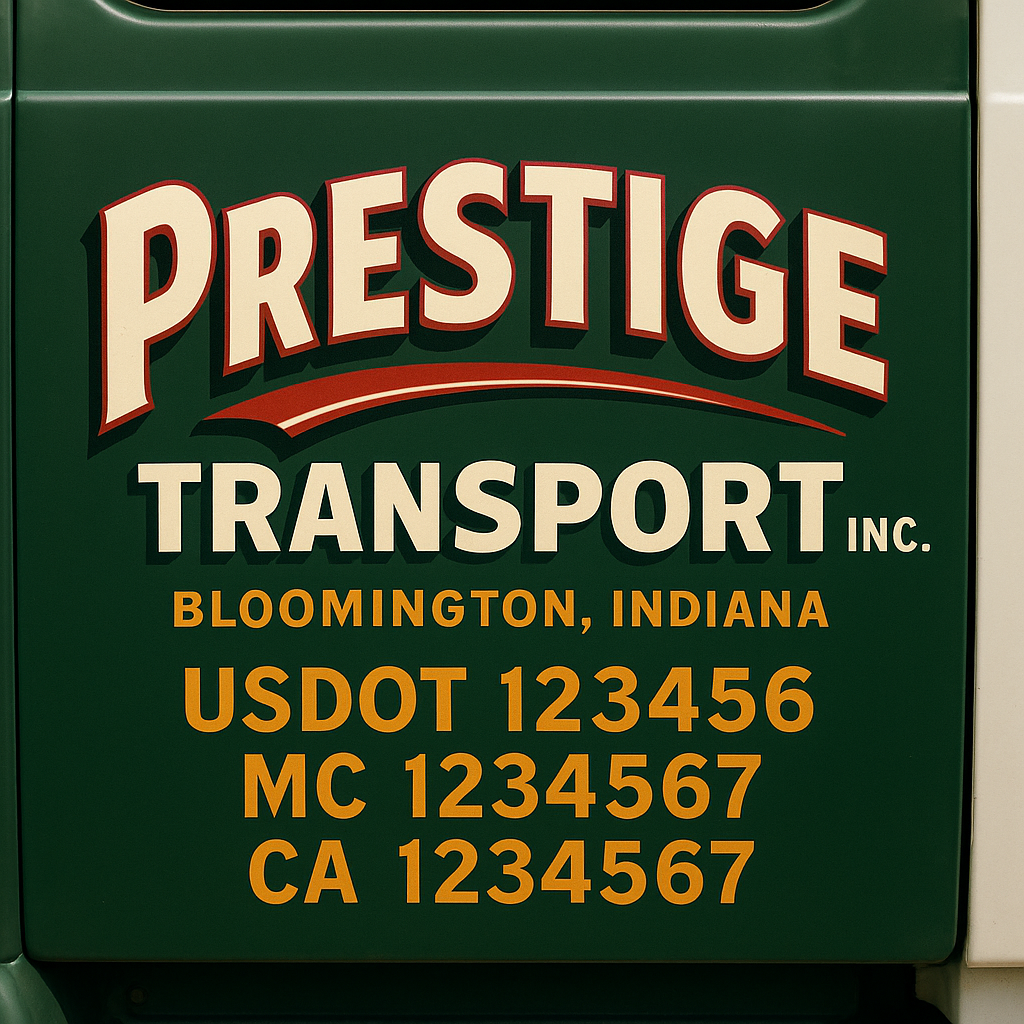 PRESTIGE
TRANSPORT INC.
BLOOMINGTON, INDIANA
USDOT 123456
MC 1234567
CA 1234567